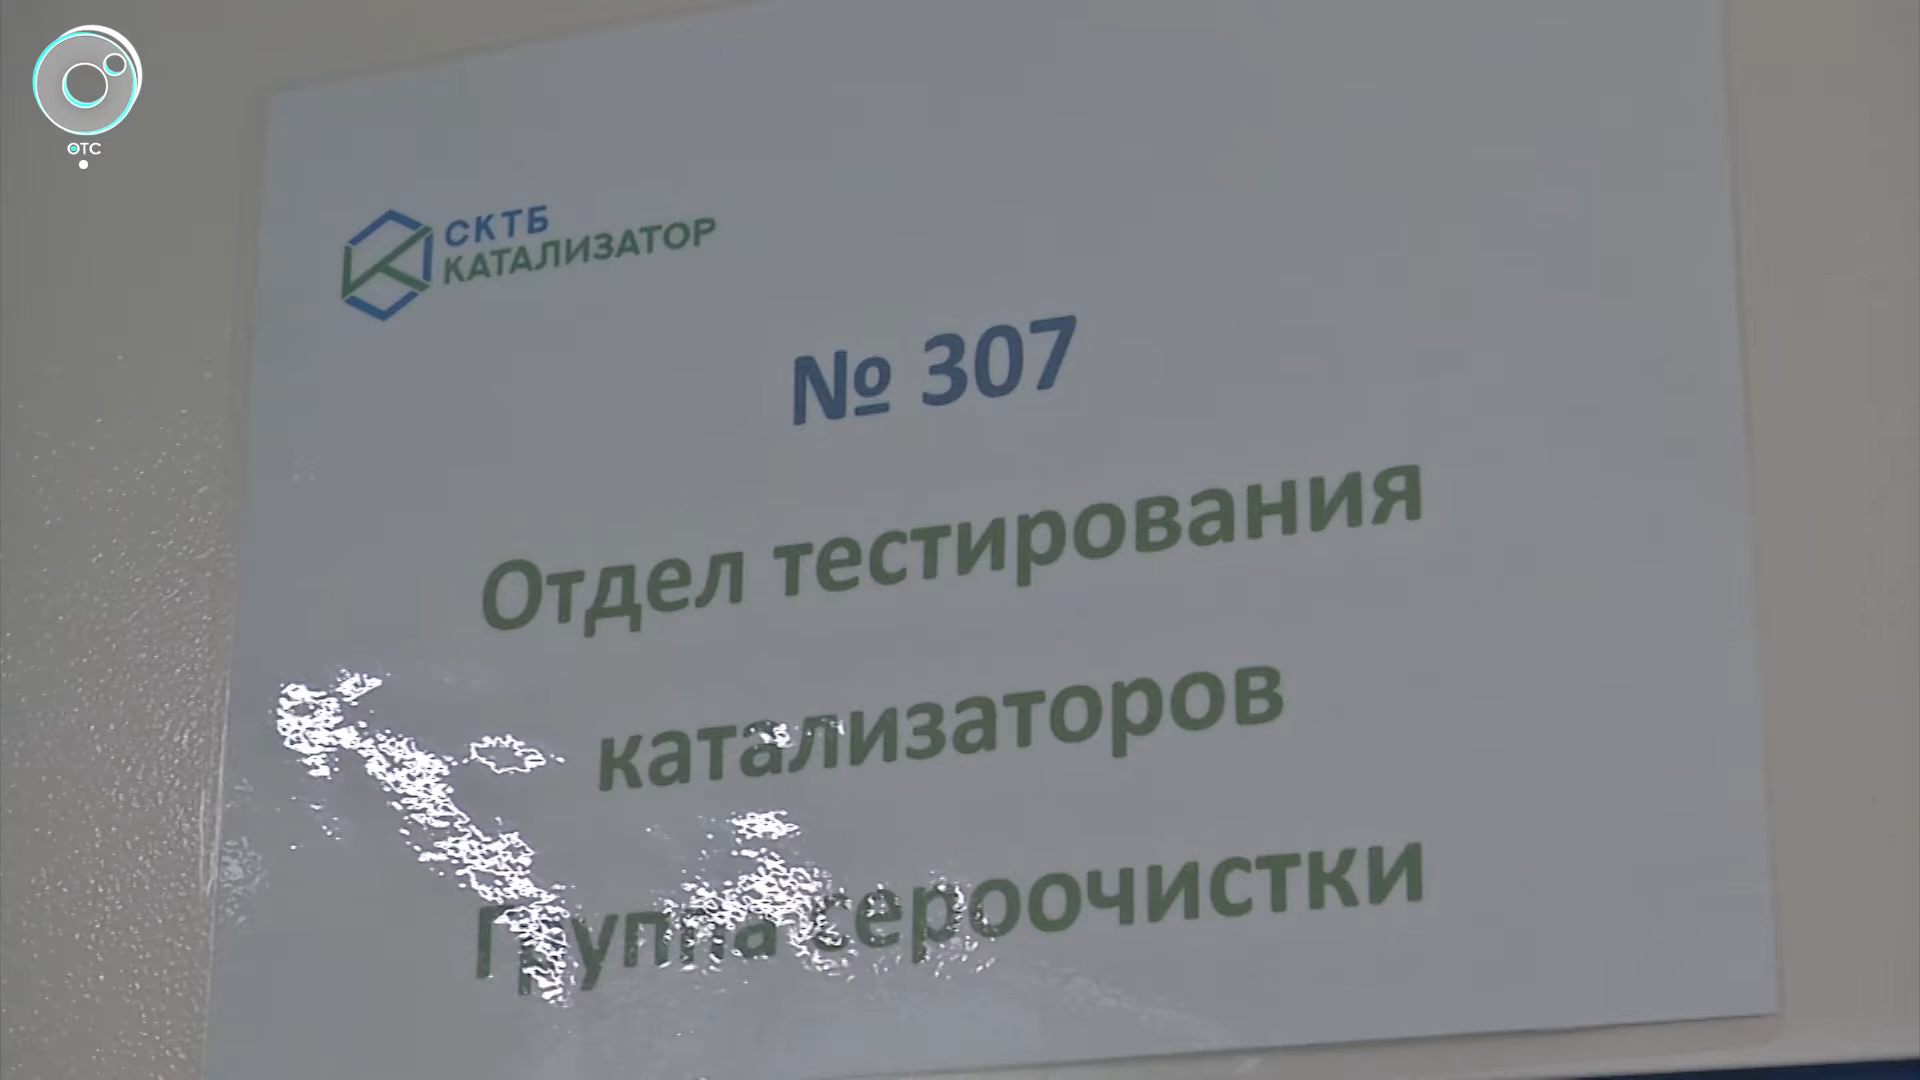 ОТС
СКТБ
КАТАЛИЗАТОР
№ 307
Отдел тестирования
катализаторов
Группа сероочистки